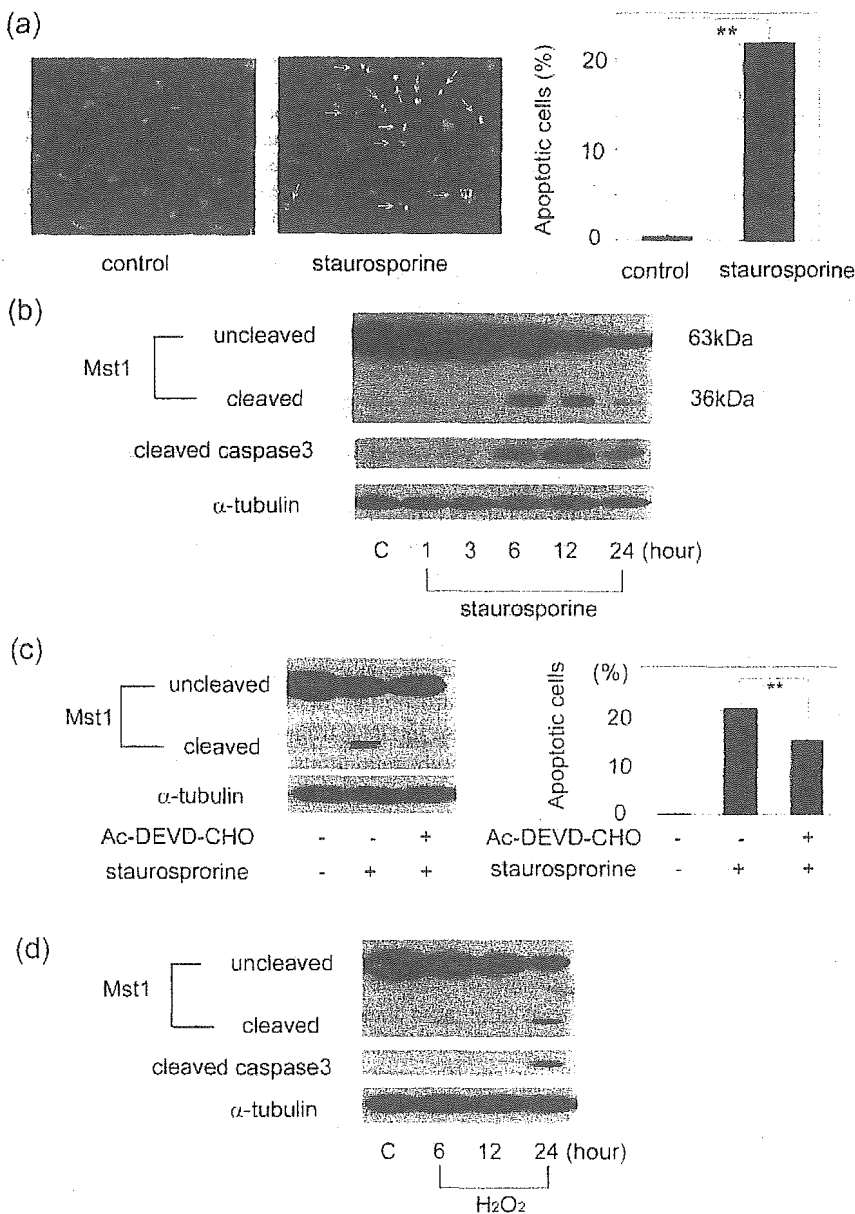 (a)
Apoptotic cells (%)
20
10
0
**
control
staurosporine
control
staurosporine
(b)
Mst1
uncleaved
63kDa
cleaved
36kDa
cleaved caspase3
α-tubulin
C 1 3 6 12 24 (hour)
staurosporine
(c)
Mst1
uncleaved
cleaved
α-tubulin
Ac-DEVD-CHO - - +
staurosprorine - + +
Apoptotic cells
(%)
20
10
0
**
Ac-DEVD-CHO - - +
staurosprorine - + +
(d)
Mst1
uncleaved
cleaved
cleaved caspase3
α-tubulin
C 6 12 24 (hour)
H₂O₂